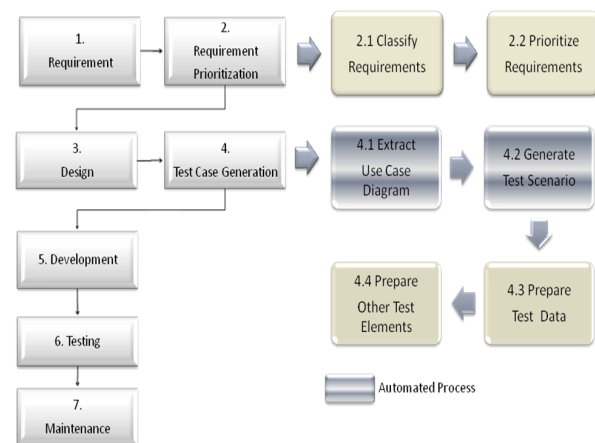 1.
Requirement
2.
Requirement
Prioritization
2.1 Classify
Requirements
2.2 Prioritize
Requirements
3.
Design
4.
Test Case Generation
4.1 Extract
Use Case
Diagram
4.2 Generate
Test Scenario
5. Development
4.4 Prepare
Other Test
Elements
4.3 Prepare
Test Data
6. Testing
7.
Maintenance
Automated Process